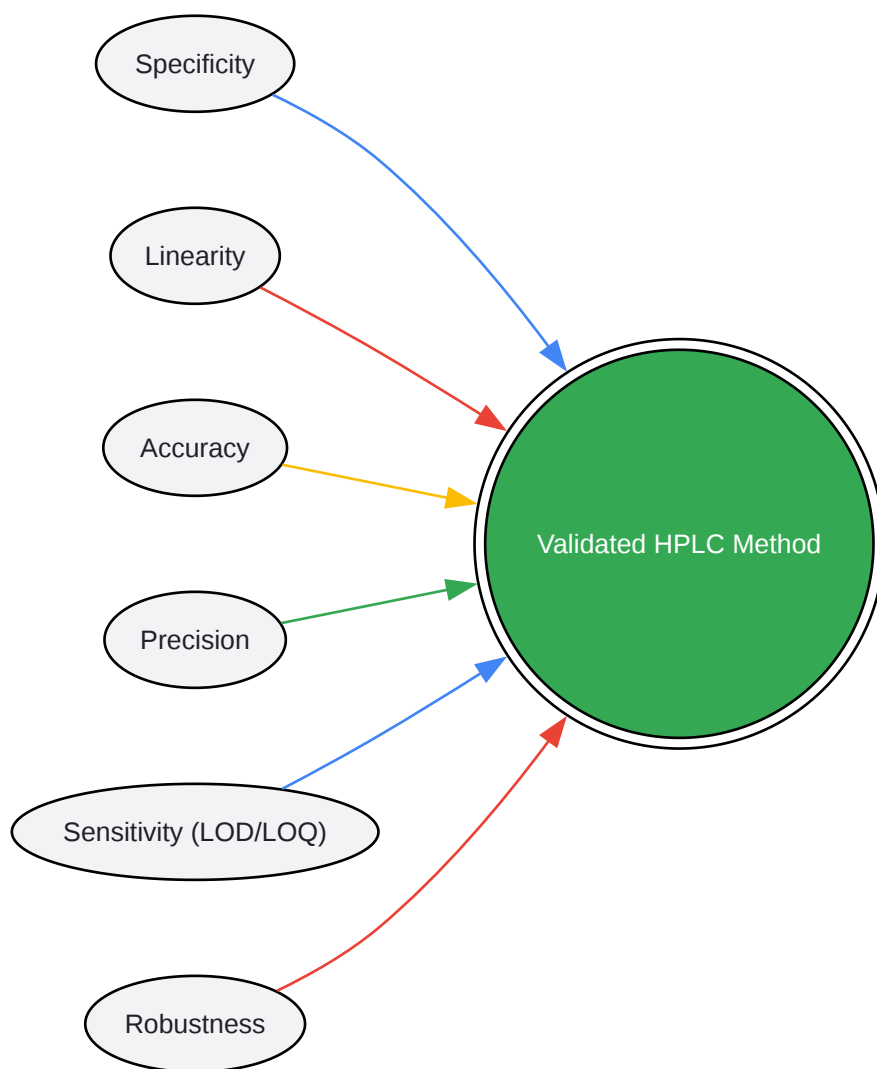 Specificity
Linearity
Accuracy
Validated HPLC Method
Precision
Sensitivity (LOD/LOQ)
Robustness